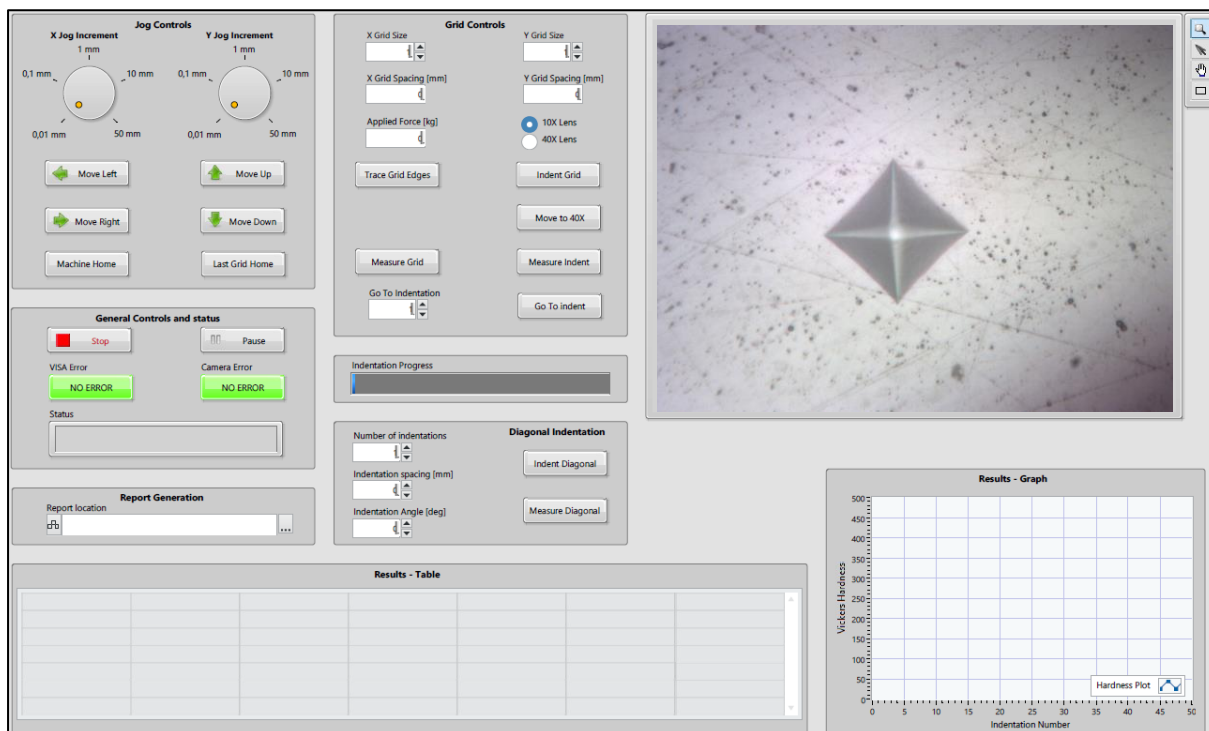 Jog Controls
X Jog Increment
Y Jog Increment
1 mm
1 mm
0,1 mm
10 mm
0,1 mm
10 mm
0,01 mm
50 mm
0,01 mm
50 mm
Move Left
Move Up
Move Right
Move Down
Machine Home
Last Grid Home
General Controls and status
Stop
Pause
VISA Error
Camera Error
NO ERROR
NO ERROR
Status
Report Generation
Report location
...
Grid Controls
X Grid Size
Y Grid Size
X Grid Spacing [mm]
Y Grid Spacing [mm]
Applied Force [kg]
10X Lens
40X Lens
Trace Grid Edges
Indent Grid
Move to 40X
Measure Grid
Measure Indent
Go To Indentation
Go To indent
Indentation Progress
Number of indentations
Diagonal Indentation
Indent Diagonal
Indentation spacing [mm]
Indentation Angle [deg]
Measure Diagonal
Results - Table
Results - Graph
Vickers Hardness
500
450
400
350
300
250
200
150
100
50
0
Hardness Plot
0 5 10 15 20 25 30 35 40 45 50
Indentation Number